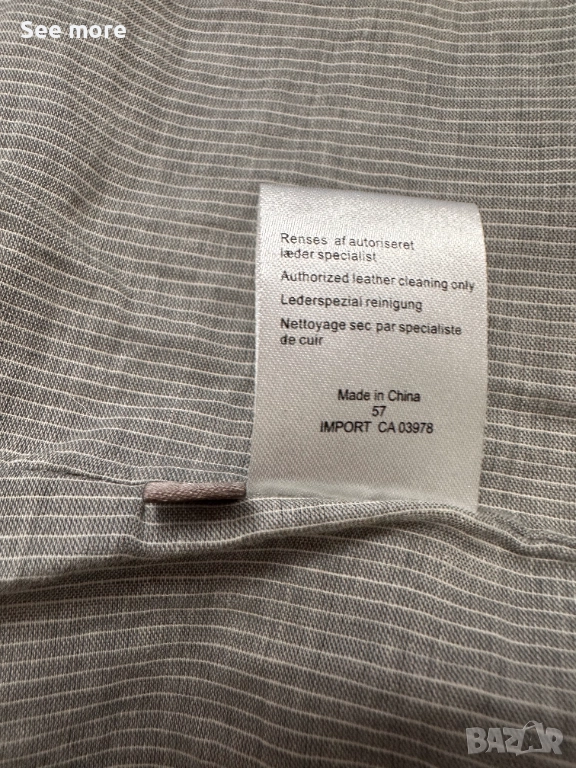 See more
Renses af autoriseret
læder specialist
Authorized leather cleaning only
Lederspezial reinigung
Nettoyage sec par specialiste
de cuir
Made in China
57
IMPORT CA 03978
BAZAR